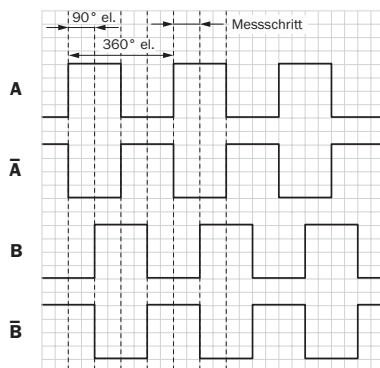 90° el.
Messschritt
360° el.
A
A̅
B
B̅